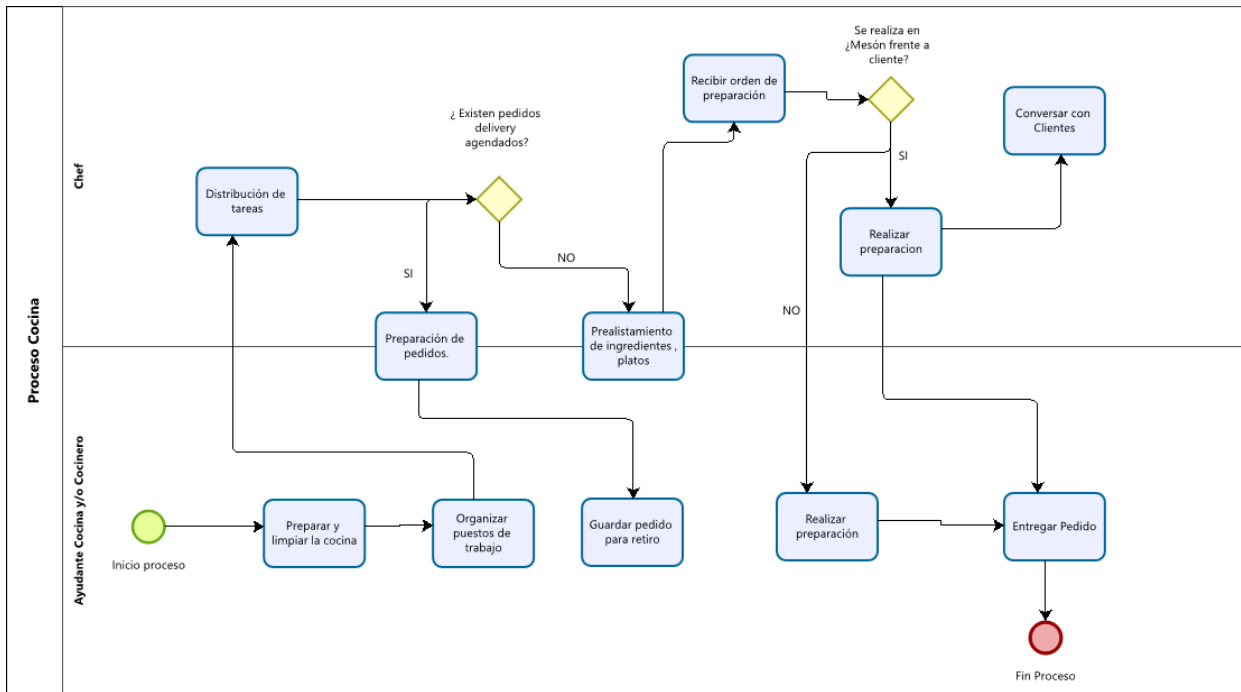 Proceso Cocina
Chef
Se realiza en
¿Mesón frente a
cliente?
Recibir orden de
preparación
Conversar con
Clientes
¿ Existen pedidos
delivery
agendados?
SI
Distribución de
tareas
Realizar
preparacion
NO
SI
NO
Preparación de
pedidos.
Prealistamiento
de ingredientes ,
platos
Ayudante Cocina y/o Cocinero
Inicio proceso
Preparar y
limpiar la cocina
Organizar
puestos de
trabajo
Guardar pedido
para retiro
Realizar
preparación
Entregar Pedido
Fin Proceso